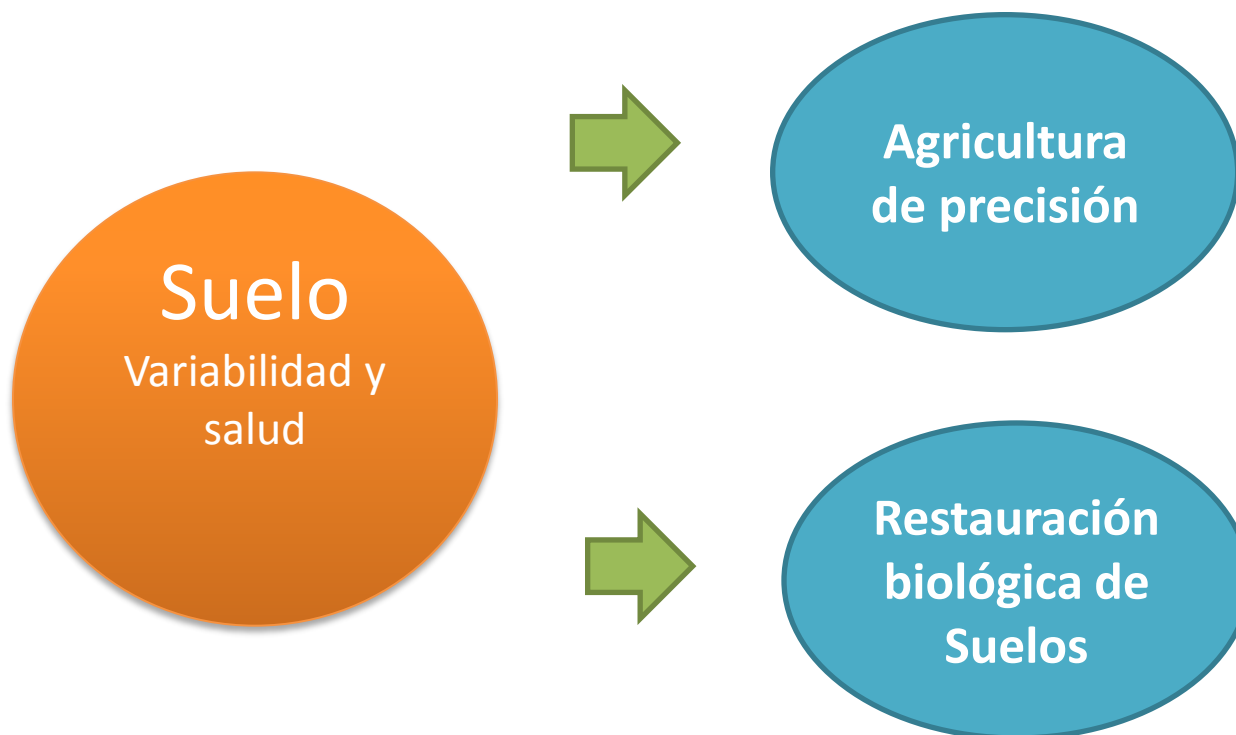 Suelo
Variabilidad y
salud
Agricultura
de precisión
Restauración
biológica de
Suelos